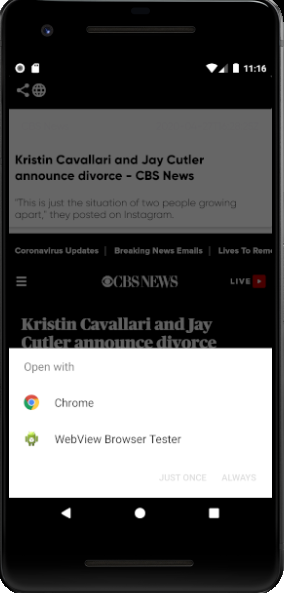 11:16
Kristin Cavallari and Jay Cutler
announce divorce - CBS News
"This is just the situation of two people growing
apart," they posted on Instagram.
Coronavirus Updates | Breaking News Emails | Lives To Reme
CBS NEWS
LIVE
Kristin Cavallari and Jay
Cutler announce divorce
Open with
Chrome
WebView Browser Tester
JUST ONCE ALWAYS